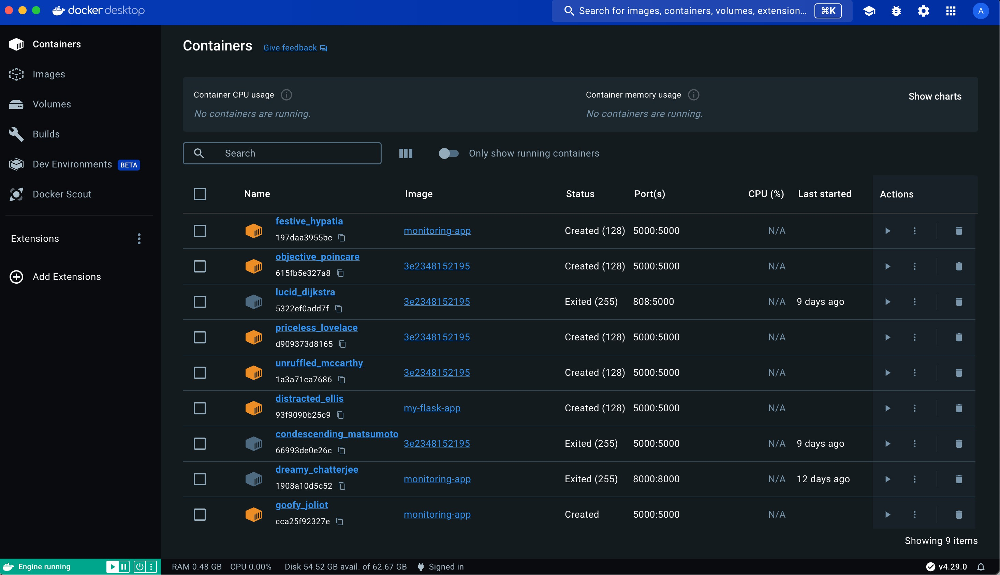 docker desktop
Search for images, containers, volumes, extension... ⌘K
A
Containers
Images
Volumes
Builds
Dev Environments BETA
Docker Scout
Extensions
Add Extensions
Containers Give feedback
Container CPU usage
No containers are running.
Container memory usage
No containers are running.
Show charts
Search
Only show running containers
Name Image Status Port(s) CPU (%) Last started Actions
festive_hypatia
197daa3955bc
monitoring-app Created (128) 5000:5000 N/A
objective_poincare
615fb5e327a8
3e2348152195 Created (128) 5000:5000 N/A
lucid_dijkstra
5322ef0add7f
3e2348152195 Exited (255) 808:5000 N/A 9 days ago
priceless_lovelace
d909373d8165
3e2348152195 Created (128) 5000:5000 N/A
unruffled_mccarthy
1a3a71ca7686
3e2348152195 Created (128) 5000:5000 N/A
distracted_ellis
93f9090b25c9
my-flask-app Created (128) 5000:5000 N/A
condescending_matsumoto
66993de0e26c
3e2348152195 Exited (255) 5000:5000 N/A 9 days ago
dreamy_chatterjee
1908a10d5c52
monitoring-app Exited (255) 8000:8000 N/A 12 days ago
goofy_joliot
cca25f92327e
monitoring-app Created 5000:5000 N/A
Showing 9 items
Engine running
RAM 0.48 GB CPU 0.00% Disk 54.52 GB avail. of 62.67 GB Signed in
v4.29.0